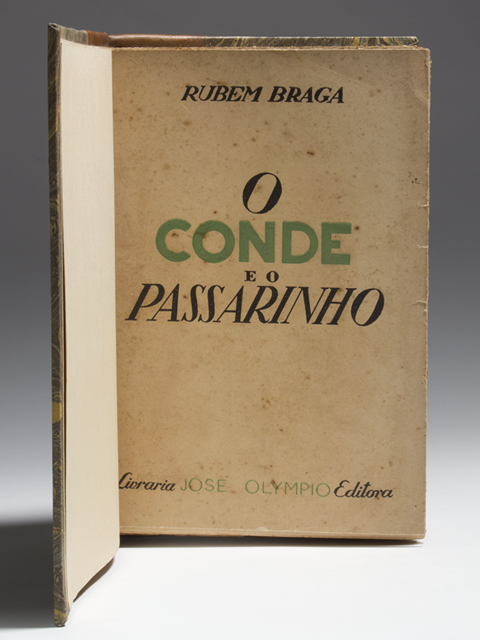 RUBEM BRAGA
O
CONDE
E O
PASSARINHO
Livraria JOSÉ OLYMPIO Editora